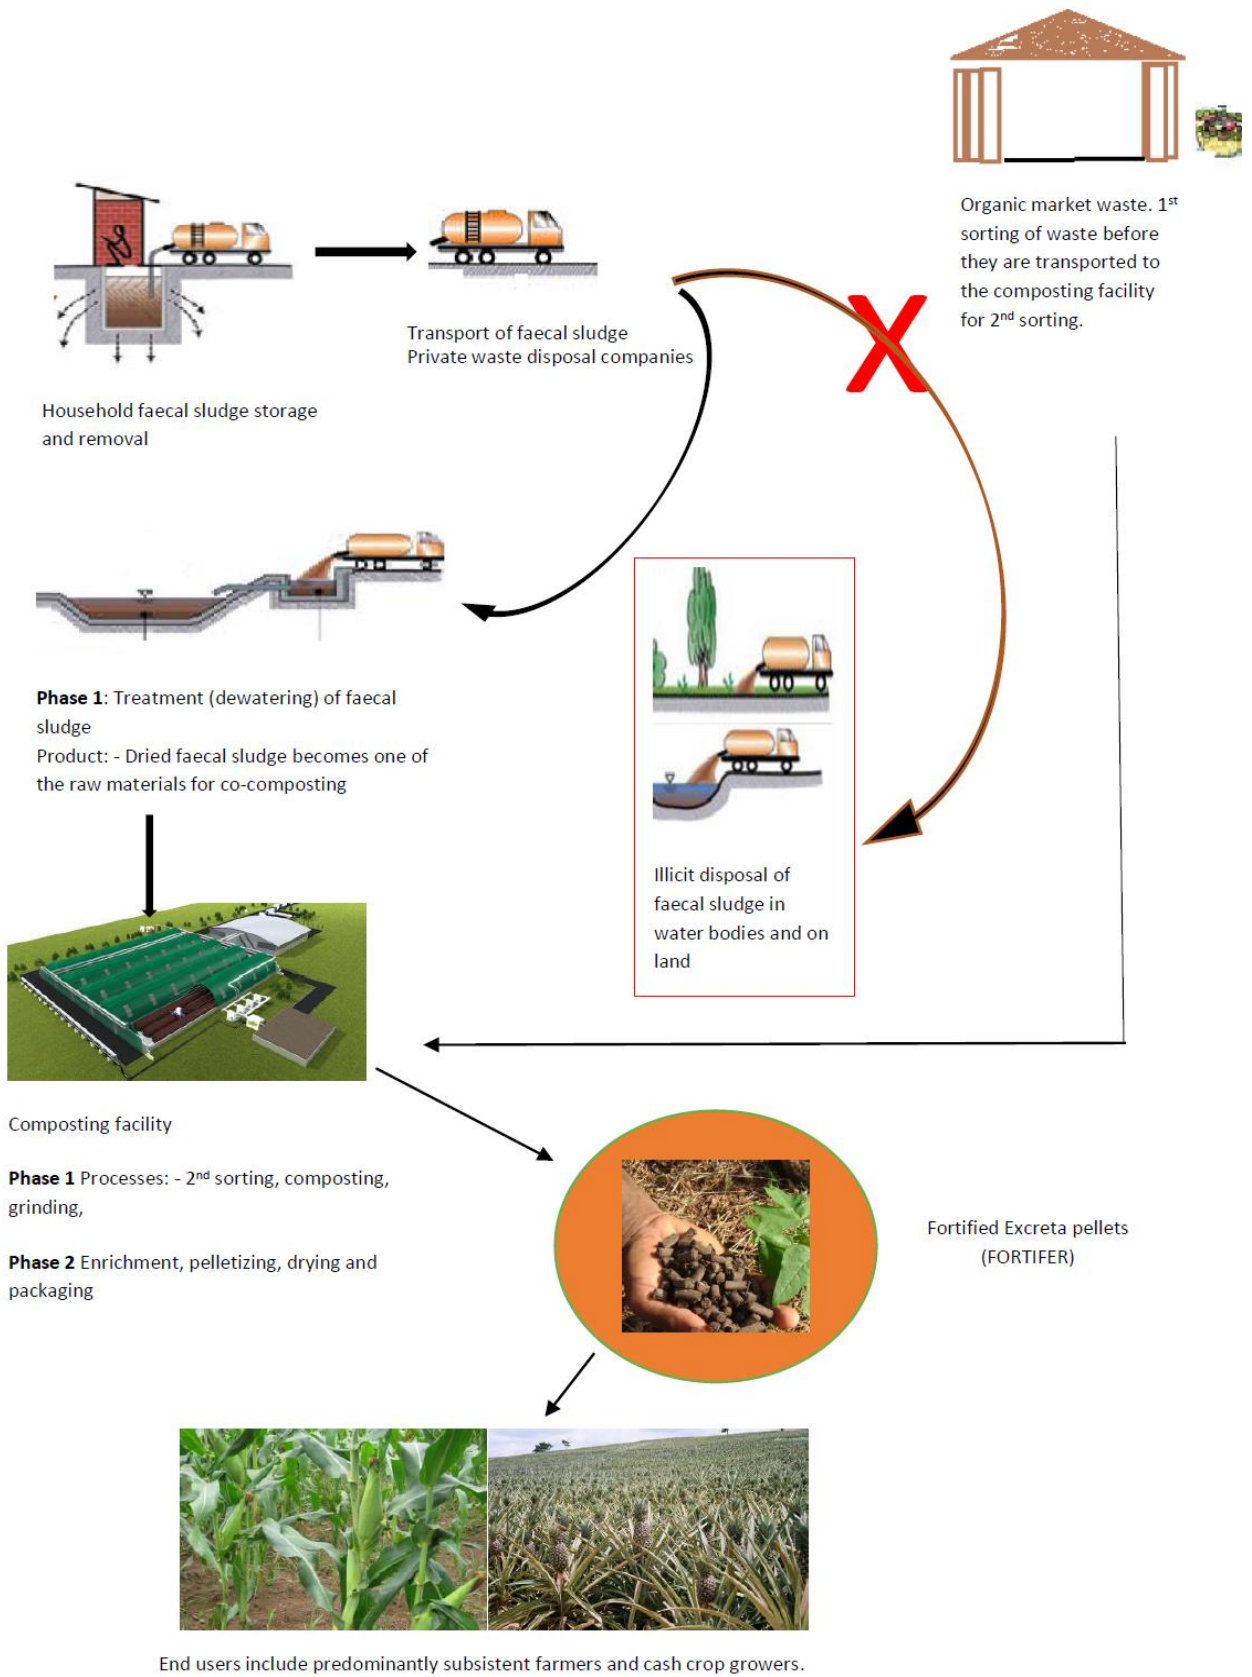 Organic market waste. 1st
sorting of waste before
they are transported to
the composting facility
for 2nd sorting.
Transport of faecal sludge
Private waste disposal companies
Household faecal sludge storage
and removal
Phase 1: Treatment (dewatering) of faecal
sludge
Product: - Dried faecal sludge becomes one of
the raw materials for co-composting
Illicit disposal of
faecal sludge in
water bodies and on
land
Composting facility
Phase 1 Processes: - 2nd sorting, composting,
grinding,
Phase 2 Enrichment, pelletizing, drying and
packaging
Fortified Excreta pellets
(FORTIFER)
End users include predominantly subsistent farmers and cash crop growers.